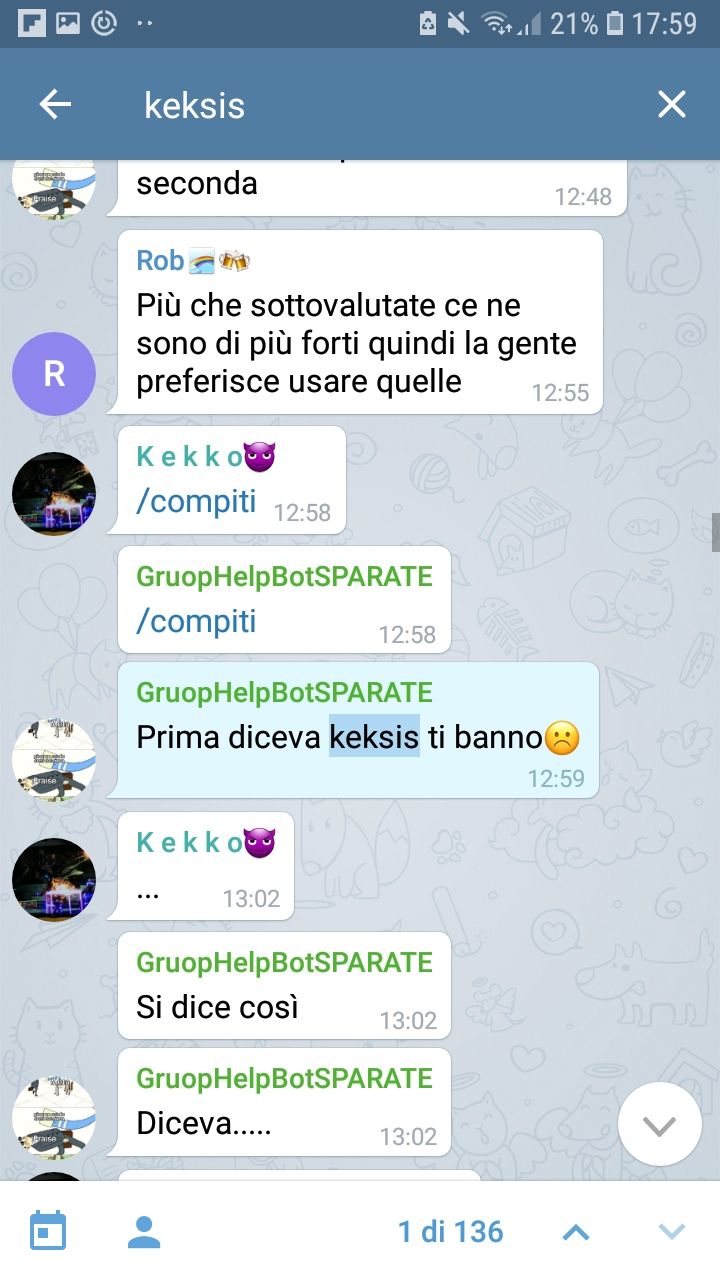 21% 17:59
keksis
seconda
12:48
Rob🌈🍻
Più che sottovalutate ce ne
sono di più forti quindi la gente
preferisce usare quelle
12:55
R
K e k k o😈
/compiti
12:58
GruopHelpBotSPARATE
/compiti
12:58
GruopHelpBotSPARATE
Prima diceva keksis ti banno☹️
12:59
Praise
K e k k o😈
...
13:02
GruopHelpBotSPARATE
Si dice così
13:02
GruopHelpBotSPARATE
Diceva.....
13:02
Praise
1 di 136